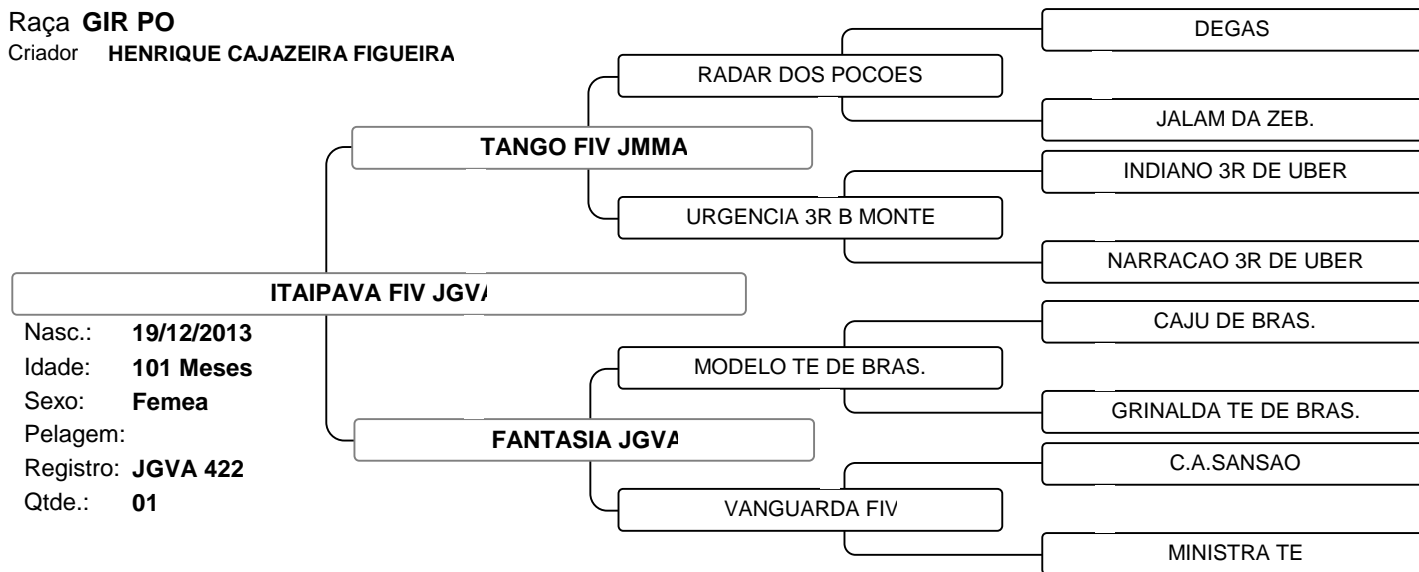 Raça GIR PO
Criador HENRIQUE CAJAZEIRA FIGUEIRA
DEGAS
RADAR DOS POCOES
JALAM DA ZEB.
TANGO FIV JMMA
INDIANO 3R DE UBER
URGENCIA 3R B MONTE
NARRACAO 3R DE UBER
ITAIPAVA FIV JGVA
Nasc.: 19/12/2013
Idade: 101 Meses
Sexo: Femea
Pelagem:
Registro: JGVA 422
Qtde.: 01
CAJU DE BRAS.
MODELO TE DE BRAS.
GRINALDA TE DE BRAS.
FANTASIA JGVA
C.A.SANSAO
VANGUARDA FIV
MINISTRA TE